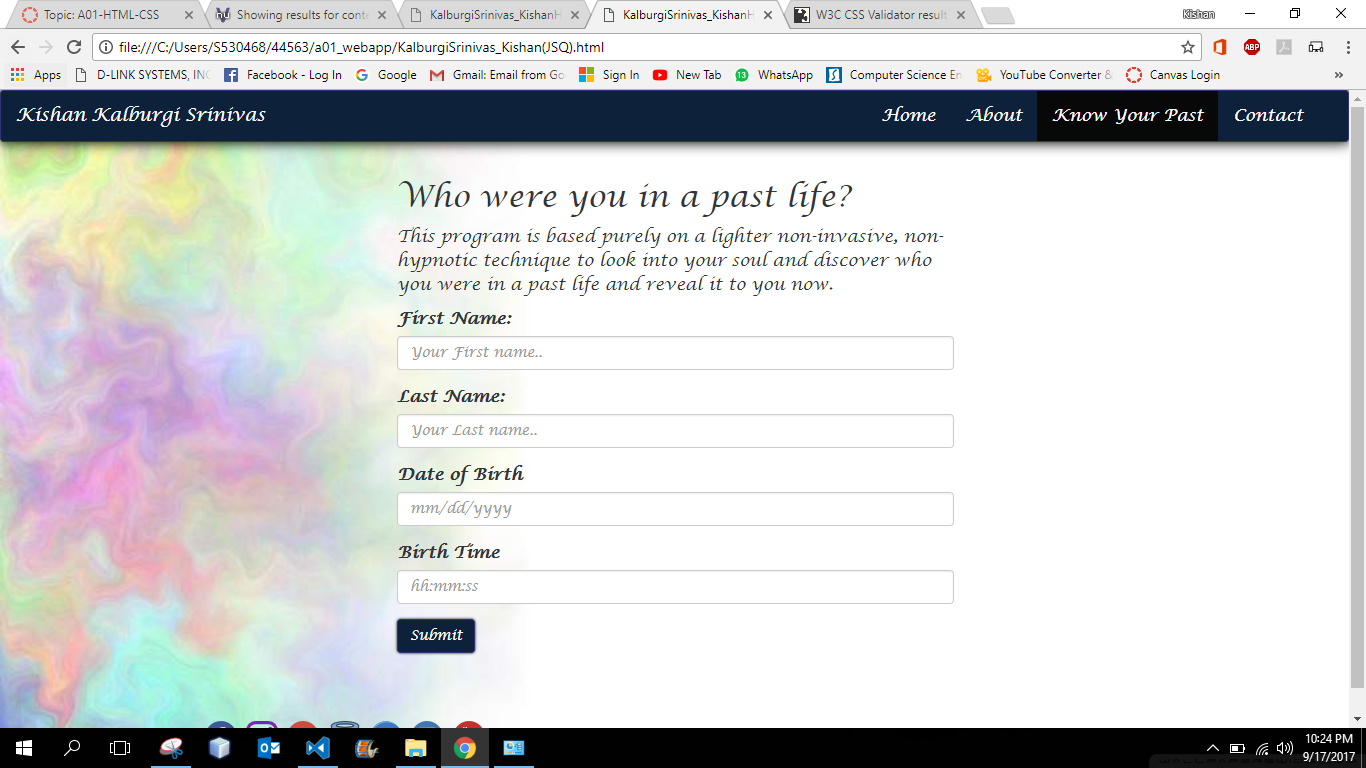 Topic: A01-HTML-CSS
Showing results for conte
KalburgiSrinivas_KishanH
KalburgiSrinivas_KishanH
W3C CSS Validator result
Kishan
file:///C:/Users/S530468/44563/a01_webapp/KalburgiSrinivas_Kishan(JSQ).html
ABP
Apps
D-LINK SYSTEMS, INC
Facebook - Log In
Google
Gmail: Email from Go
Sign In
New Tab
13
WhatsApp
Computer Science En
YouTube Converter &
Canvas Login
»
Kishan Kalburgi Srinivas
Home
About
Know Your Past
Contact
Who were you in a past life?
This program is based purely on a lighter non-invasive, non-
hypnotic technique to look into your soul and discover who
you were in a past life and reveal it to you now.
First Name:
Your First name..
Last Name:
Your Last name..
Date of Birth
mm/dd/yyyy
Birth Time
hh:mm:ss
Submit
10:24 PM
9/17/2017